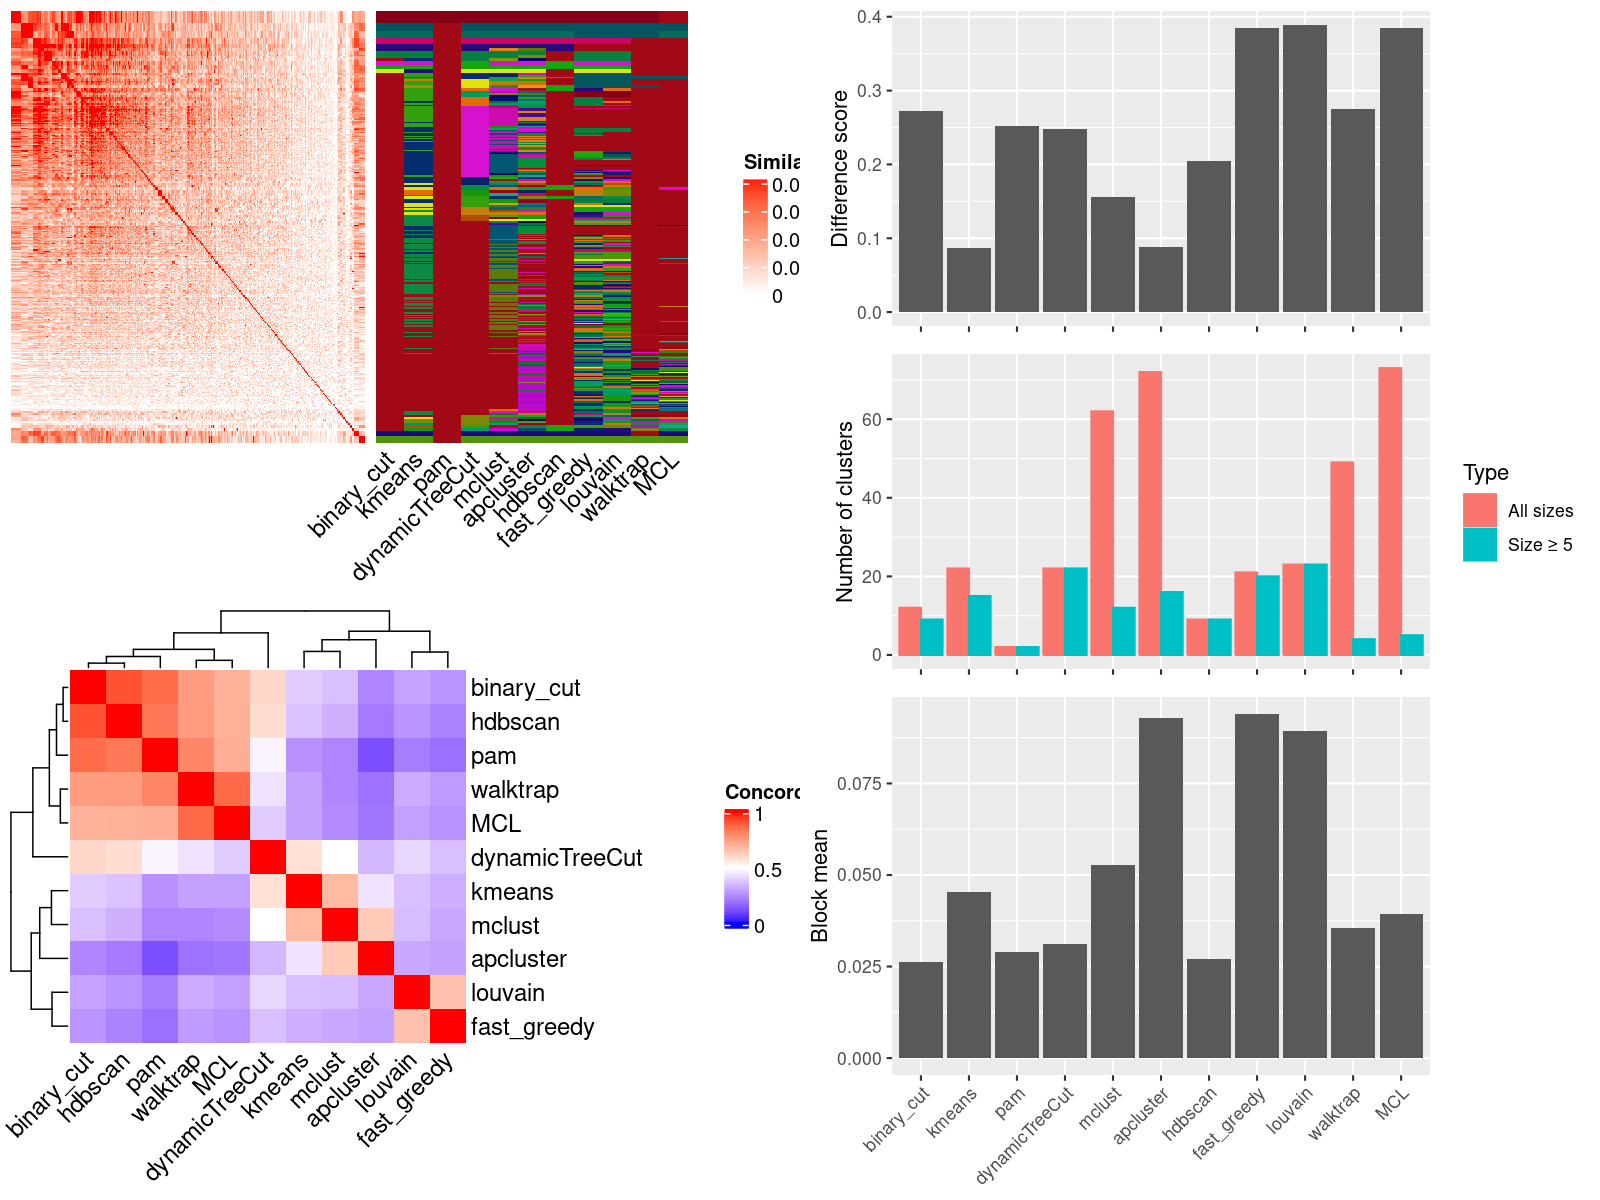 Simila
0.0
0.0
0.0
0.0
0
binary_cut
kmeans
pam
dynamicTreeCut
mclust
apcluster
hdbscan
fast_greedy
louvain
walktrap
MCL
binary_cut
hdbscan
pam
walktrap
MCL
dynamicTreeCut
kmeans
mclust
apcluster
louvain
fast_greedy
binary_cut
hdbscan
pam
walktrap
MCL
dynamicTreeCut
kmeans
mclust
apcluster
louvain
fast_greedy
Concord
1
0.5
0
Difference score
0.4
0.3
0.2
0.1
0.0
Number of clusters
60
40
20
0
Type
All sizes
Size ≥ 5
Block mean
0.075
0.050
0.025
0.000
binary_cut
kmeans
pam
dynamicTreeCut
mclust
apcluster
hdbscan
fast_greedy
louvain
walktrap
MCL